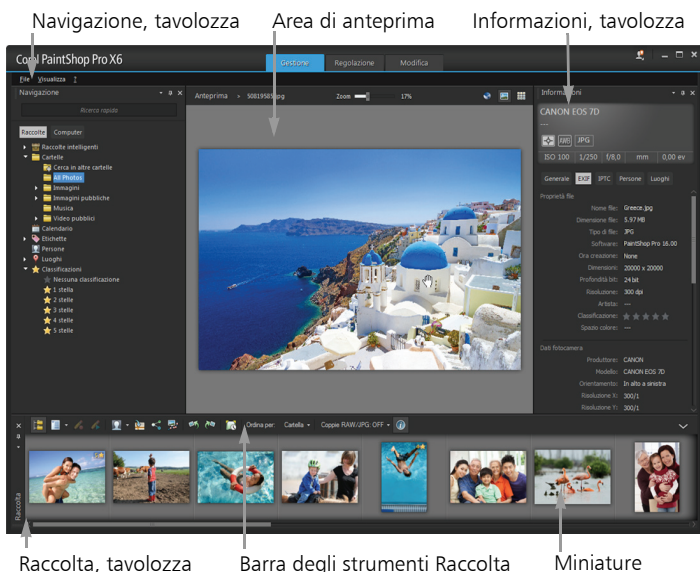 Navigazione, tavolozza
Area di anteprima
Informazioni, tavolozza
Corel PaintShop Pro X6
Gestione
Regolazione
Modifica
File Visualizza ?
Navigazione
Ricerca rapida
Raccolte Computer
Raccolte intelligenti
Cartelle
Cerca in altre cartelle
All Photos
Immagini
Immagini pubbliche
Musica
Video pubblici
Calendario
Etichette
Persone
Luoghi
Classificazioni
Nessuna classificazione
1 stella
2 stelle
3 stelle
4 stelle
5 stelle
Anteprima > 50819585.jpg Zoom 17%
Informazioni
CANON EOS 7D
---
AWB JPG
ISO 100 1/250 f/8,0 mm 0,00 ev
Generale EXIF IPTC Persone Luoghi
Proprietà file
Nome file: Greece.jpg
Dimensione file: 5.97 MB
Tipo di file: JPG
Software: PaintShop Pro 16.00
Ora creazione: None
Dimensioni: 20000 x 20000
Profondità bit: 24 bit
Risoluzione: 300 dpi
Artista: ---
Classificazione:
Spazio colore: ---
Dati fotocamera
Produttore: CANON
Modello: CANON EOS 7D
Orientamento: In alto a sinistra
Risoluzione X: 300/1
Risoluzione Y: 300/1
Ordina per: Cartella Coppie RAW/JPG: OFF
Raccolta
Raccolta, tavolozza
Barra degli strumenti Raccolta
Miniature